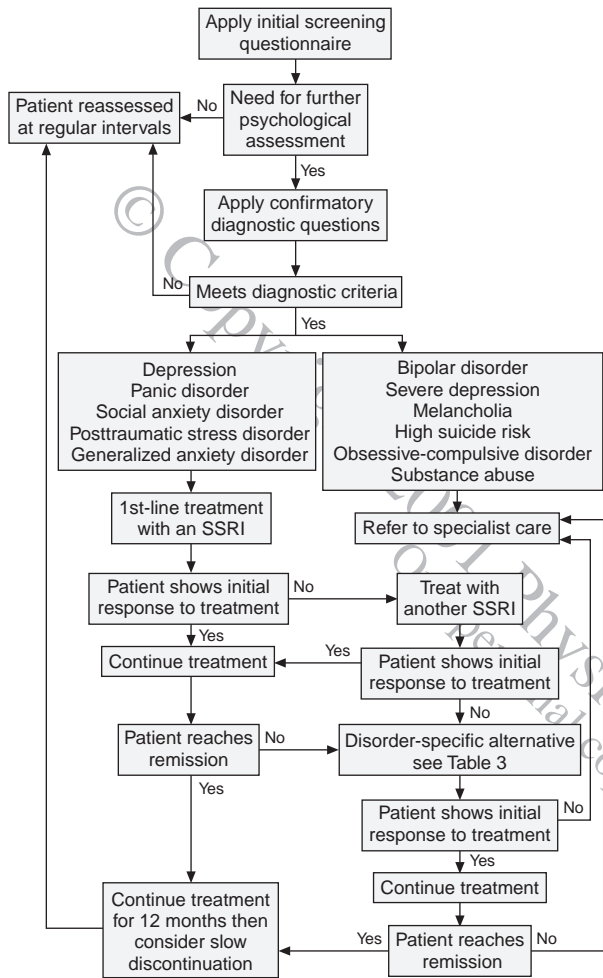 Apply initial screening
questionnaire
No
Patient reassessed
at regular intervals
Need for further
psychological
assessment
Yes
Apply confirmatory
diagnostic questions
No
Meets diagnostic criteria
Yes
Depression
Panic disorder
Social anxiety disorder
Posttraumatic stress disorder
Generalized anxiety disorder
Bipolar disorder
Severe depression
Melancholia
High suicide risk
Obsessive-compulsive disorder
Substance abuse
1st-line treatment
with an SSRI
Refer to specialist care
Patient shows initial
response to treatment
No
Treat with
another SSRI
Yes
Continue treatment
Yes
Patient shows initial
response to treatment
No
Patient reaches
remission
No
Disorder-specific alternative
see Table 3
Yes
Patient shows initial
response to treatment
No
Yes
Continue treatment
Continue treatment
for 12 months then
consider slow
discontinuation
Yes
Patient reaches
remission
No
© 2001